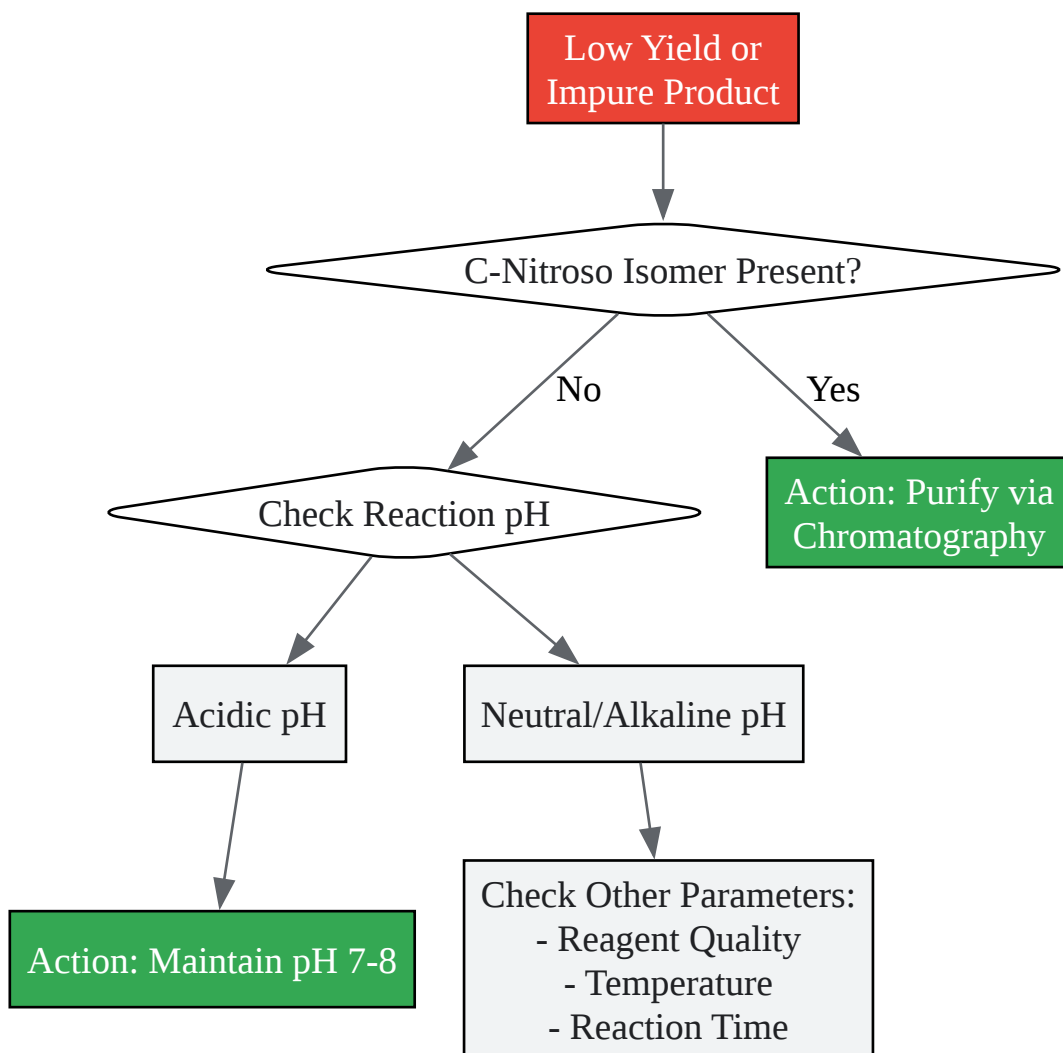 Low Yield or
Impure Product
C-Nitroso Isomer Present?
No
Yes
Action: Purify via
Chromatography
Check Reaction pH
Acidic pH
Neutral/Alkaline pH
Action: Maintain pH 7-8
Check Other Parameters:
- Reagent Quality
- Temperature
- Reaction Time